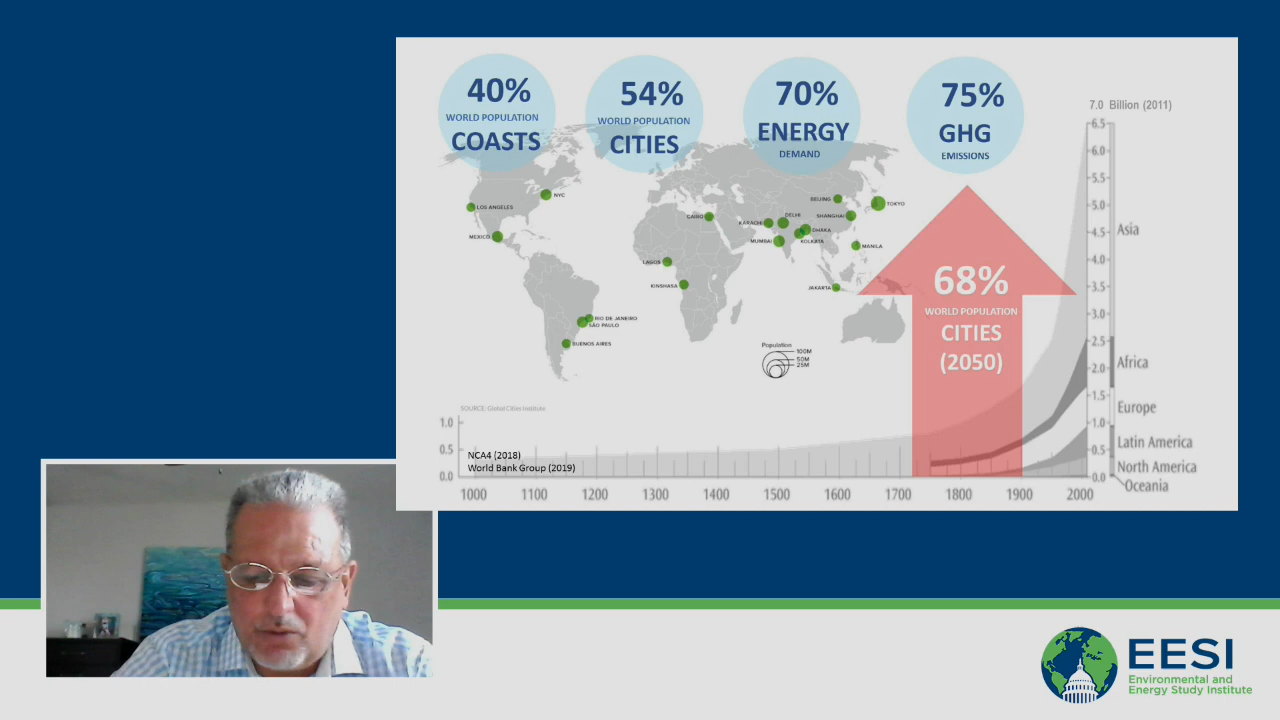 40%
WORLD POPULATION
COASTS
54%
WORLD POPULATION
CITIES
70%
ENERGY
DEMAND
75%
GHG
EMISSIONS
7.0 Billion (2011)
6.5
6.0
5.5
5.0
4.5
4.0
3.5
3.0
2.5
2.0
1.5
1.0
0.5
0.0
Asia
Africa
Europe
Latin America
North America
Oceania
LOS ANGELES
NYC
MEXICO
CAIRO
LAGOS
KINSHASA
RIO DE JANEIRO
SÃO PAULO
BUENOS AIRES
KARACHI
DELHI
MUMBAI
DHAKA
KOLKATA
BEIJING
SHANGHAI
TOKYO
MANILA
JAKARTA
68%
WORLD POPULATION
CITIES
(2050)
Population
100M
50M
25M
SOURCE: Global Cities Institute
1.0
0.5
0.0
NCA4 (2018)
World Bank Group (2019)
1000 1100 1200 1300 1400 1500 1600 1700 1800 1900 2000
EESI
Environmental and
Energy Study Institute